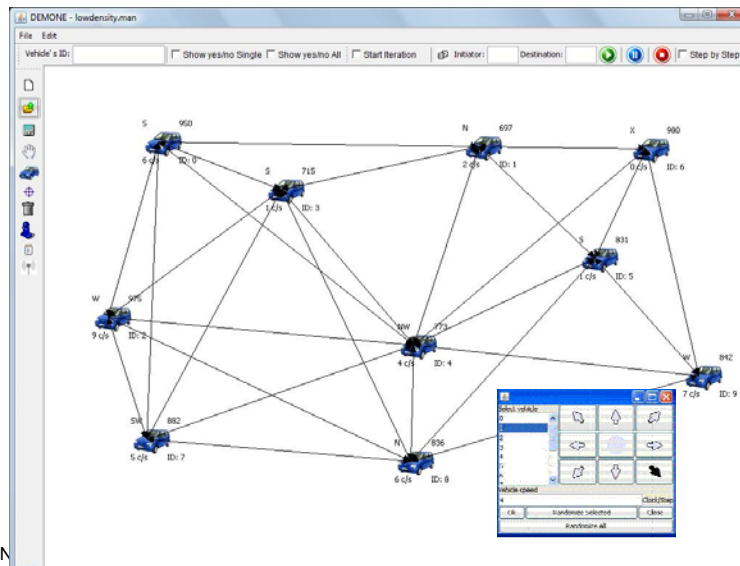 DEMONE - lowdensity.man
File Edit
Vehicle's ID: Show yes/no Single Show yes/no All Start Iteration Initiator: Destination: Step by Step
S 950
6 c/s ID: 0
N 697
2 c/s ID: 1
X 980
0 c/s ID: 6
S 715
1 c/s ID: 3
S 831
1 c/s ID: 5
W 975
9 c/s ID: 2
NW 773
4 c/s ID: 4
W 842
7 c/s ID: 9
SW 882
5 c/s ID: 7
N 836
6 c/s ID: 8
Select vehicle
0
2
3
4
5
6
Vehicle speed
4 Clock/Step
Ok Randomize Selected Close
Randomize All
N